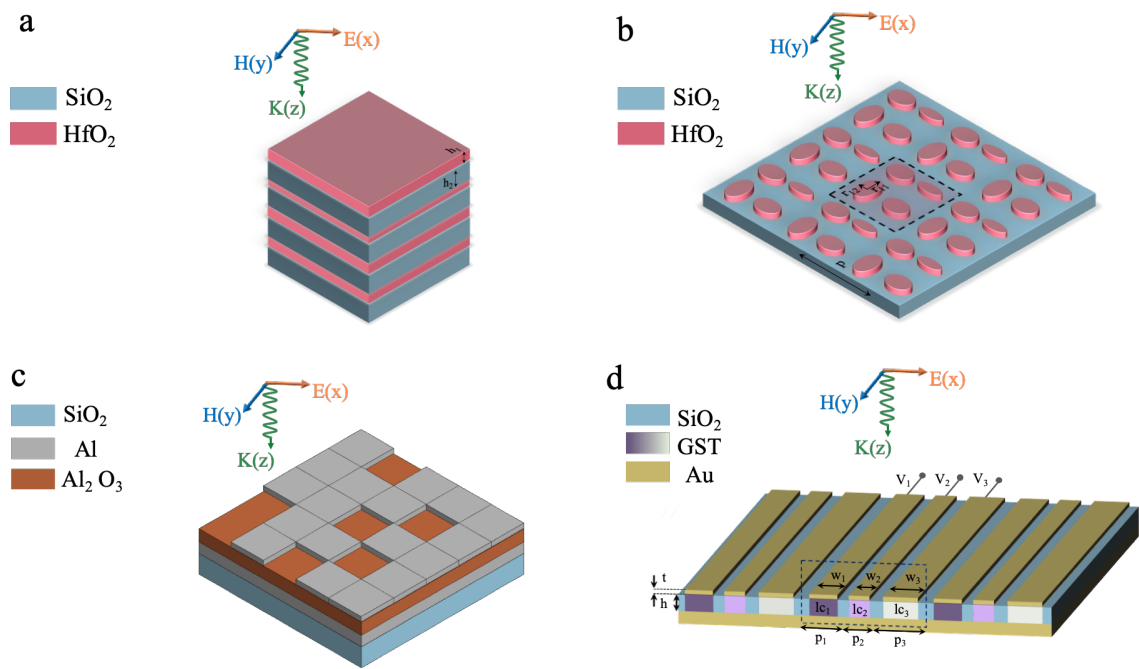 a
E(x)
H(y)
K(z)
SiO₂
HfO₂
h₁
h₂
b
E(x)
H(y)
K(z)
SiO₂
HfO₂
p
c
E(x)
H(y)
K(z)
SiO₂
Al
Al₂ O₃
d
E(x)
H(y)
K(z)
SiO₂
GST
Au
V₁ V₂ V₃
w₁ w₂ w₃
t
h
lc₁ lc₂ lc₃
p₁ p₂ p₃